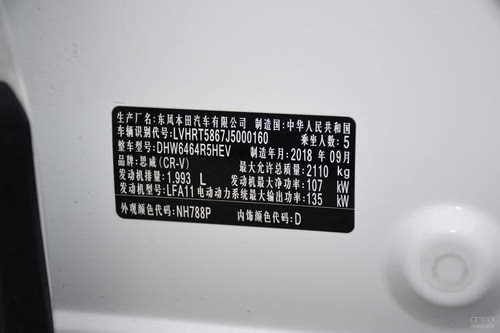 生产厂名:东风本田汽车有限公司 制造国:中华人民共和国
车辆识别代号:LVHRT5867J5000160 乘坐人数:5
整车型号:DHW6464R5HEV 制造年月:2018 年 09月
品牌:思威(CR-V) 最大允许总质量:2110 kg
发动机排量:1.993 L 发动机最大净功率:107 kW
发动机型号:LFA11 电动动力系统最大输出功率:135 kW
外观颜色代码:NH788P 内饰颜色代码:D